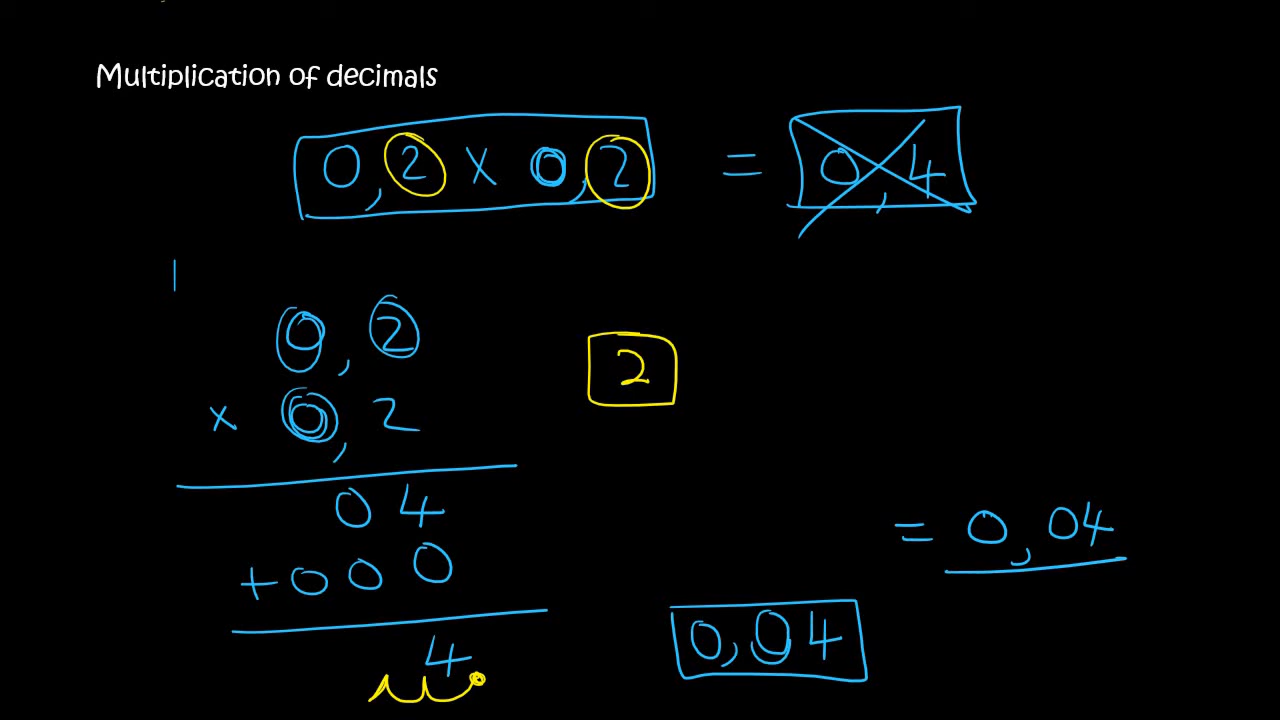 Multiplication of decimals
0,2 x 0,2 = 0,4
0,2
2
x 0,2
04
= 0,04
+000
0,04
4